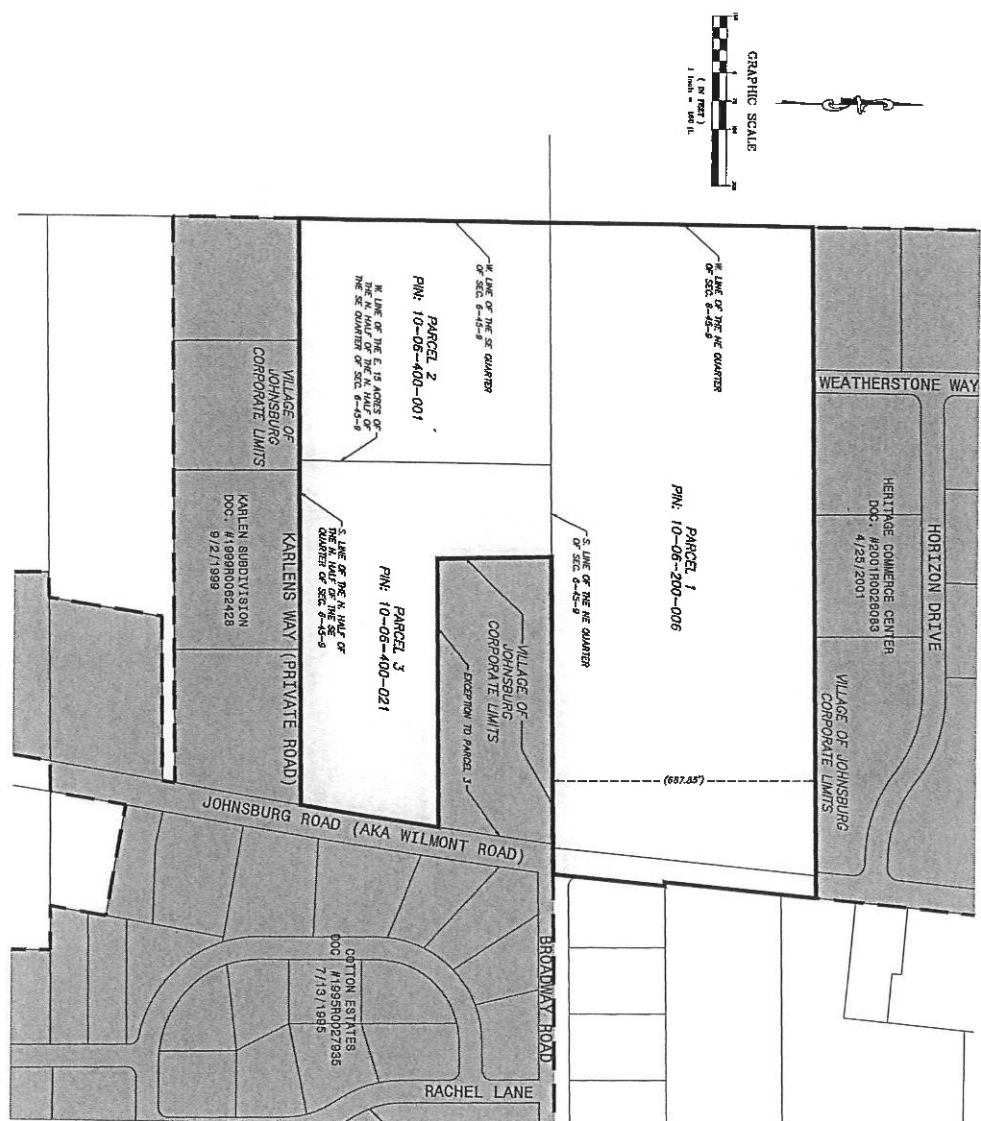 GRAPHIC SCALE
( IN FEET )
1 inch = 150 ft.
WEATHERSTONE WAY
HORIZON DRIVE
HERITAGE COMMERCE CENTER
DOC. #2001R0026083
4/25/2001
VILLAGE OF JOHNSBURG
CORPORATE LIMITS
W. LINE OF THE NE QUARTER
OF SEC. 6-45-9
PARCEL 1
PIN: 10-06-200-006
(687.85')
S. LINE OF THE NE QUARTER
OF SEC. 6-45-9
W. LINE OF THE SE QUARTER
OF SEC. 6-45-9
PARCEL 2
PIN: 10-06-400-001
W. LINE OF THE E. 15 ACRES OF
THE N. HALF OF THE N. HALF OF
THE SE QUARTER OF SEC. 6-45-9
VILLAGE OF
JOHNSBURG
CORPORATE LIMITS
EXCEPTION TO PARCEL 3
PARCEL 3
PIN: 10-06-400-021
S. LINE OF THE N. HALF OF
THE N. HALF OF THE SE
QUARTER OF SEC. 6-45-9
KARLENS WAY (PRIVATE ROAD)
VILLAGE OF
JOHNSBURG
CORPORATE LIMITS
KARLEN SUBDIVISION
DOC. #1999R0062428
9/2/1999
JOHNSBURG ROAD (AKA WILMONT ROAD)
BROADWAY ROAD
COTTON ESTATES
DOC #1995R0027935
7/13/1995
RACHEL LANE